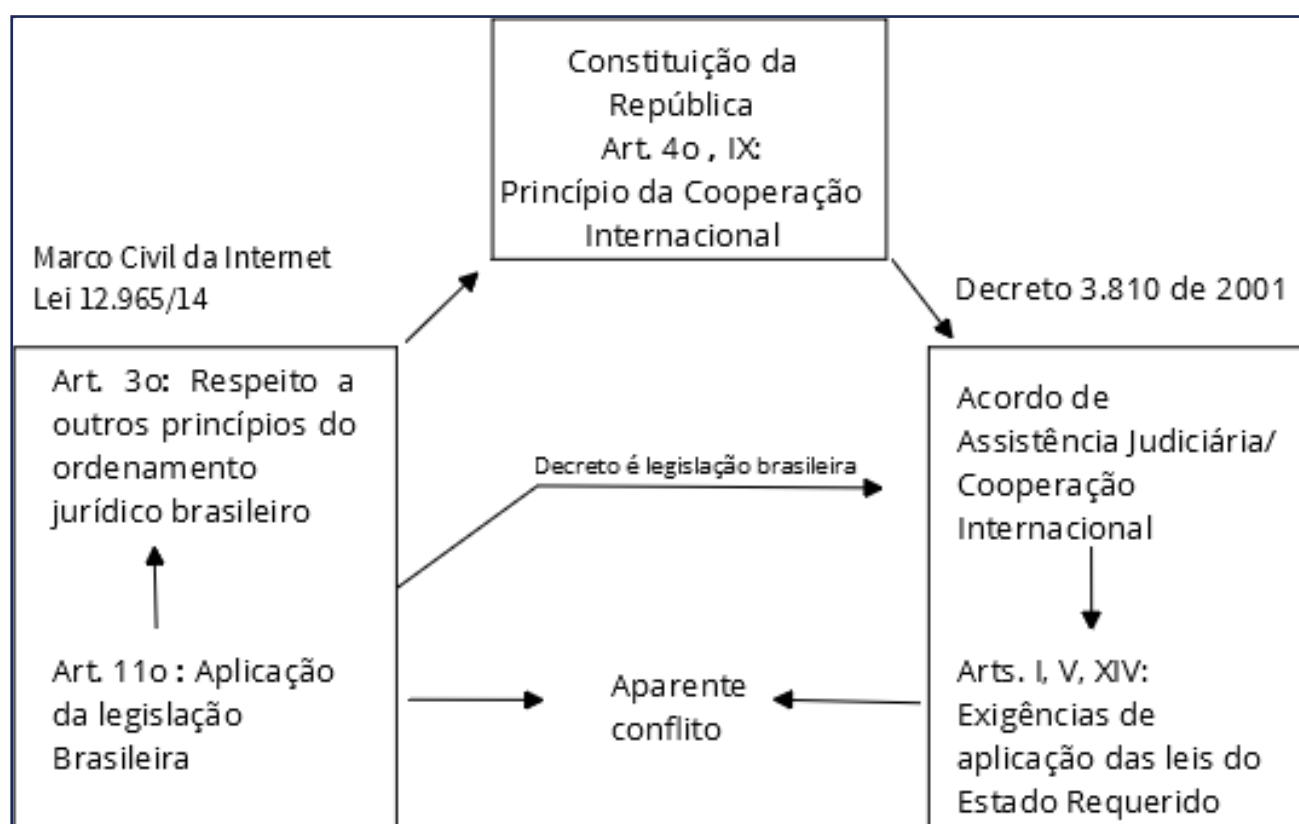 Constituição da
República
Art. 4o , IX:
Princípio da Cooperação
Internacional
Marco Civil da Internet
Lei 12.965/14
Decreto 3.810 de 2001
Art. 3o: Respeito a
outros princípios do
ordenamento
jurídico brasileiro
Decreto é legislação brasileira
Acordo de
Assistência Judiciária/
Cooperação
Internacional
Art. 11o : Aplicação
da legislação
Brasileira
Aparente
conflito
Arts. I, V, XIV:
Exigências de
aplicação das leis do
Estado Requerido